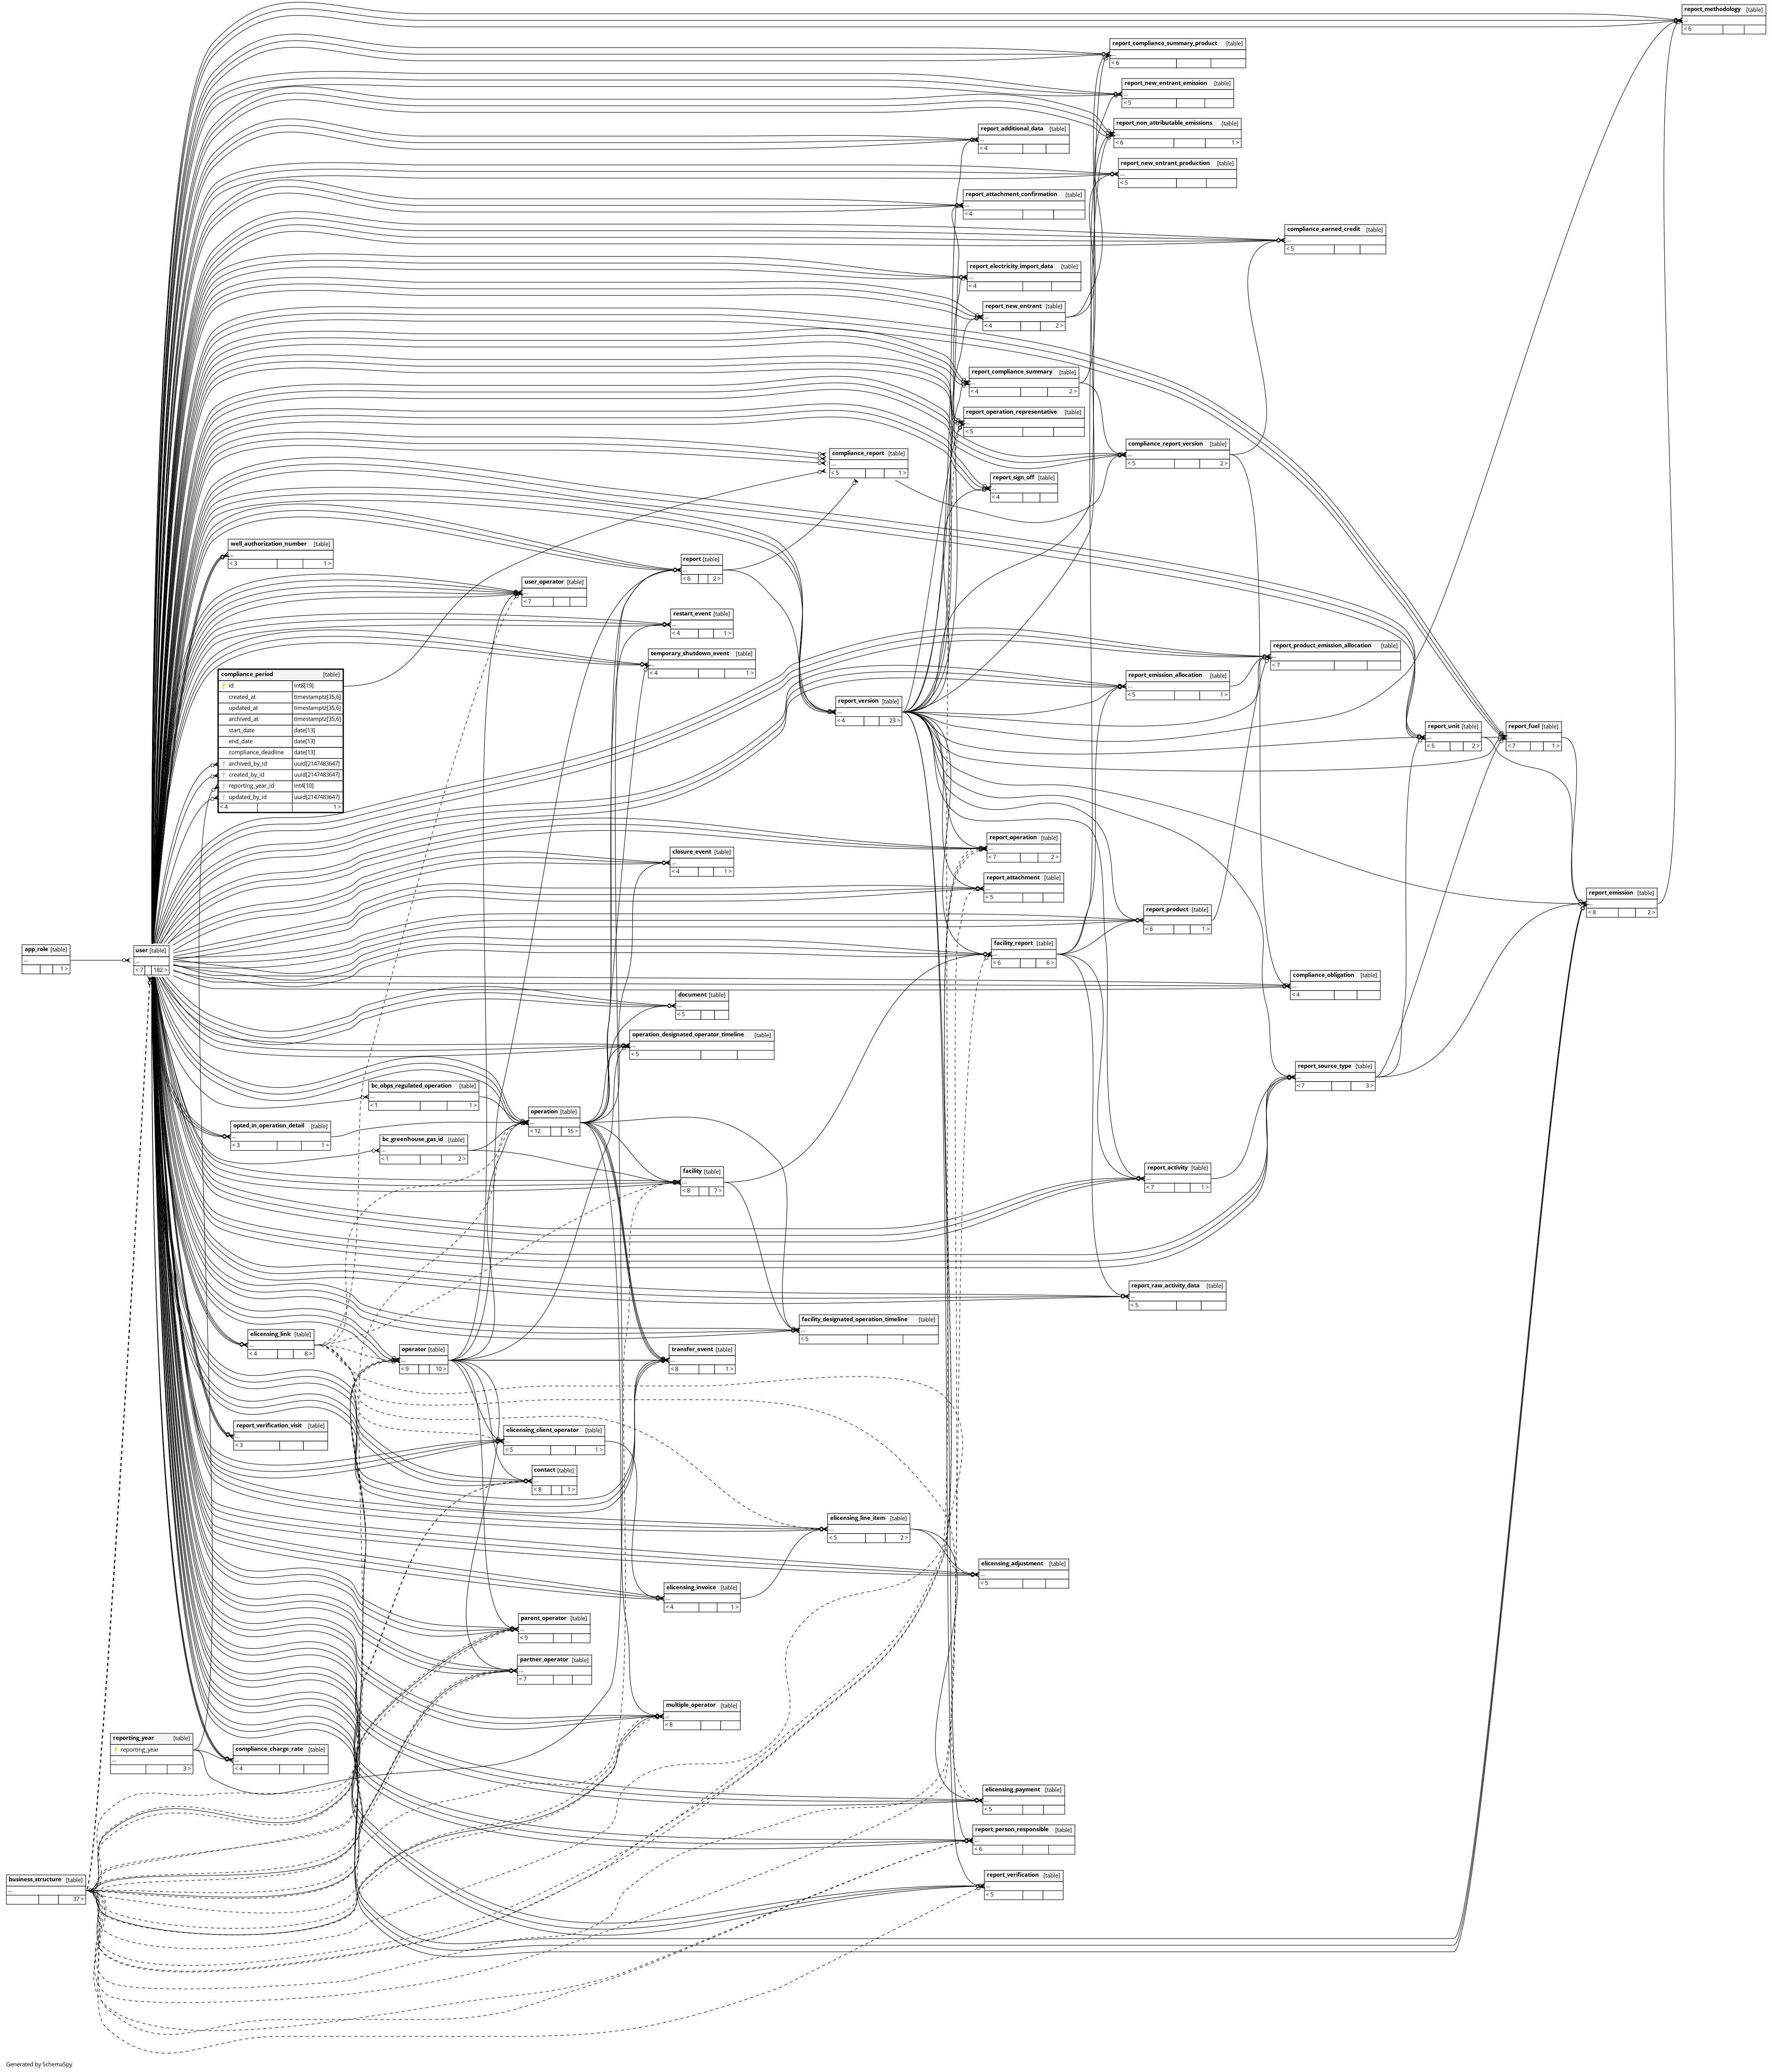 report_methodology [table]
...
< 6
report_compliance_summary_product [table]
...
< 6
report_new_entrant_emission [table]
...
< 5
report_non_attributable_emissions [table]
...
< 6 1 >
report_additional_data [table]
...
< 4
report_new_entrant_production [table]
...
< 5
report_attachment_confirmation [table]
...
< 4
compliance_earned_credit [table]
...
< 5
report_electricity_import_data [table]
...
< 4
report_new_entrant [table]
...
< 4 2 >
report_compliance_summary [table]
...
< 4 2 >
report_operation_representative [table]
...
< 5
compliance_report_version [table]
...
< 5 2 >
compliance_report [table]
...
< 5 1 >
report_sign_off [table]
...
< 4
well_authorization_number [table]
...
< 3 1 >
report [table]
...
< 6 2 >
user_operator [table]
...
< 7
restart_event [table]
...
< 4 1 >
temporary_shutdown_event [table]
...
< 4 1 >
report_product_emission_allocation [table]
...
< 7
compliance_period [table]
id int8[19]
created_at timestamptz[35,6]
updated_at timestamptz[35,6]
archived_at timestamptz[35,6]
start_date date[13]
end_date date[13]
compliance_deadline date[13]
archived_by_id uuid[2147483647]
created_by_id uuid[2147483647]
reporting_year_id int4[10]
updated_by_id uuid[2147483647]
< 4 1 >
report_emission_allocation [table]
...
< 5 1 >
report_version [table]
...
< 4 23 >
report_unit [table]
...
< 5 2 >
report_fuel [table]
...
< 7 1 >
report_operation [table]
...
< 7 2 >
closure_event [table]
...
< 4 1 >
report_attachment [table]
...
< 5
report_emission [table]
...
< 8 2 >
report_product [table]
...
< 6 1 >
facility_report [table]
...
< 6 6 >
app_role [table]
...
1 >
user [table]
...
< 7 182 >
compliance_obligation [table]
...
< 4
document [table]
...
< 5
operation_designated_operator_timeline [table]
...
< 5
report_source_type [table]
...
< 7 3 >
bc_obps_regulated_operation [table]
...
< 1 1 >
operation [table]
...
< 12 15 >
opted_in_operation_detail [table]
...
< 3 1 >
bc_greenhouse_gas_id [table]
...
< 1 2 >
facility [table]
...
< 8 7 >
report_activity [table]
...
< 7 1 >
report_raw_activity_data [table]
...
< 5
facility_designated_operation_timeline [table]
...
< 5
elicensing_link [table]
...
< 4 8 >
operator [table]
...
< 9 10 >
transfer_event [table]
...
< 8 1 >
report_verification_visit [table]
...
< 3
elicensing_client_operator [table]
...
< 5 1 >
contact [table]
...
< 8 1 >
elicensing_line_item [table]
...
< 5 2 >
elicensing_adjustment [table]
...
< 5
elicensing_invoice [table]
...
< 4 1 >
parent_operator [table]
...
< 9
partner_operator [table]
...
< 7
multiple_operator [table]
...
< 8
reporting_year [table]
reporting_year
...
3 >
compliance_charge_rate [table]
...
< 4
elicensing_payment [table]
...
< 5
report_person_responsible [table]
...
< 6
report_verification [table]
...
< 5
business_structure [table]
...
37 >
Generated by SchemaSpy